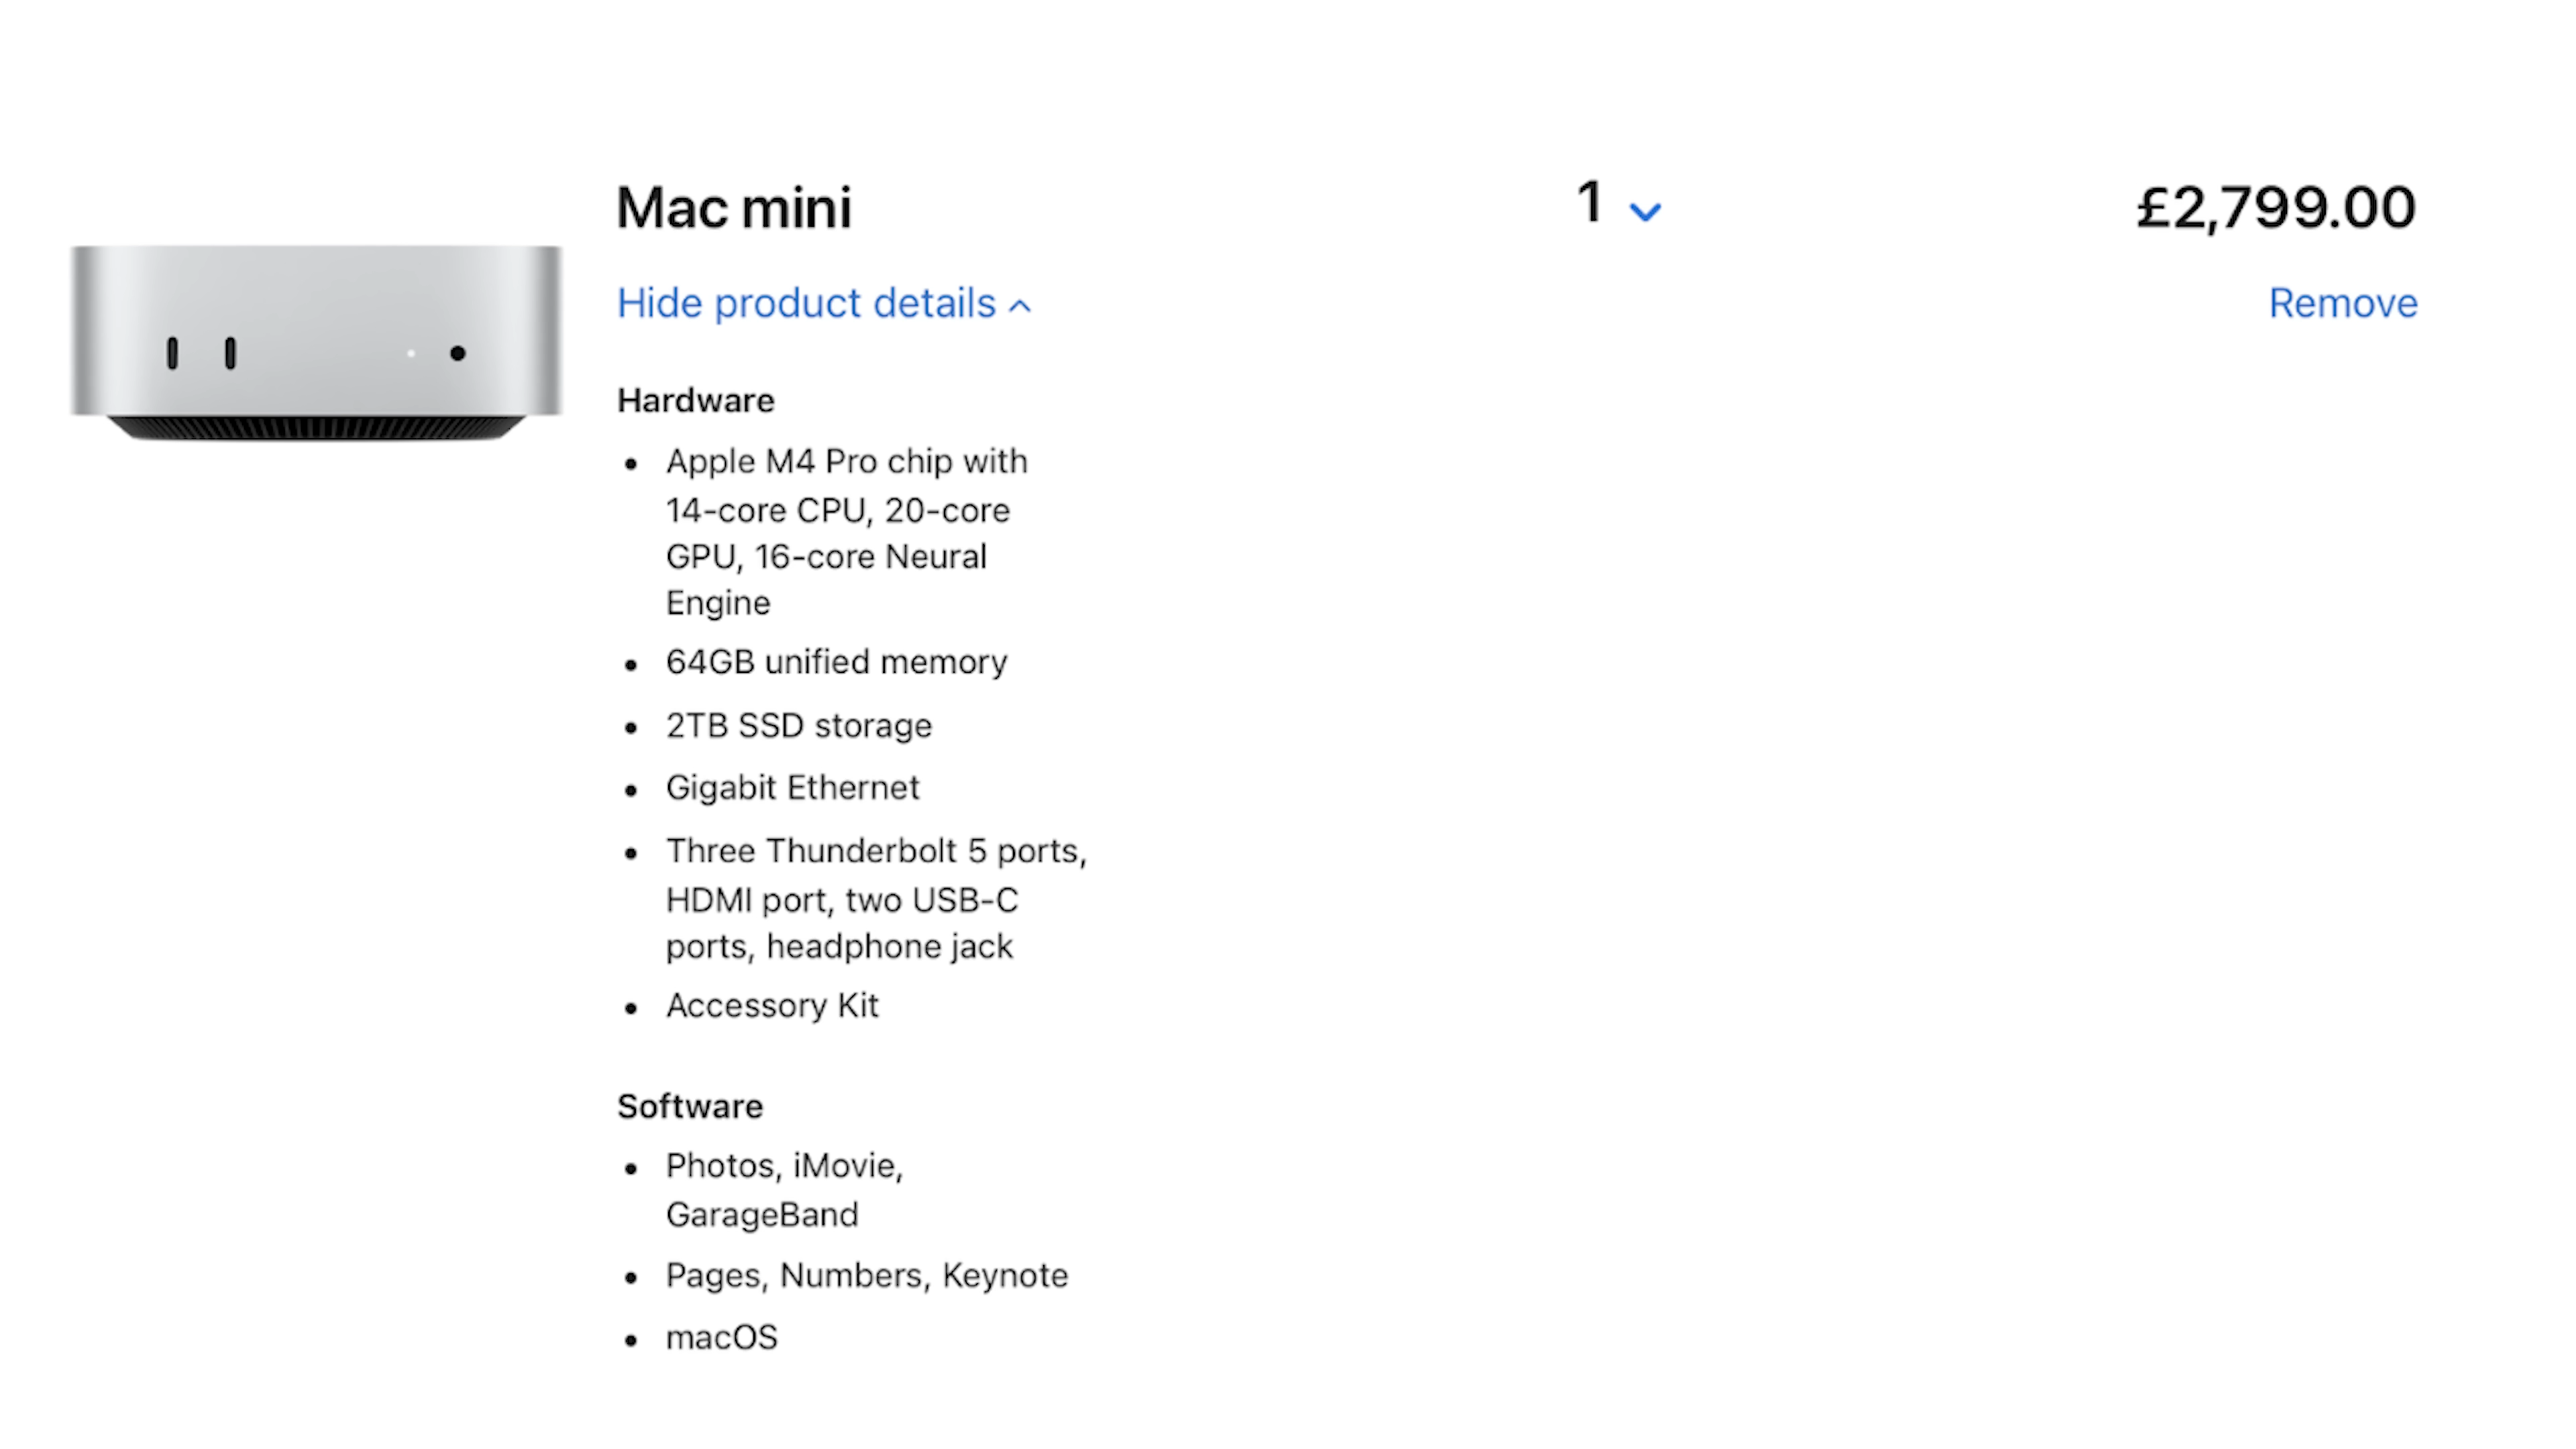 Mac mini
1
£2,799.00
Hide product details
Remove
Hardware
• Apple M4 Pro chip with
14-core CPU, 20-core
GPU, 16-core Neural
Engine
• 64GB unified memory
• 2TB SSD storage
• Gigabit Ethernet
• Three Thunderbolt 5 ports,
HDMI port, two USB-C
ports, headphone jack
• Accessory Kit
Software
• Photos, iMovie,
GarageBand
• Pages, Numbers, Keynote
• macOS